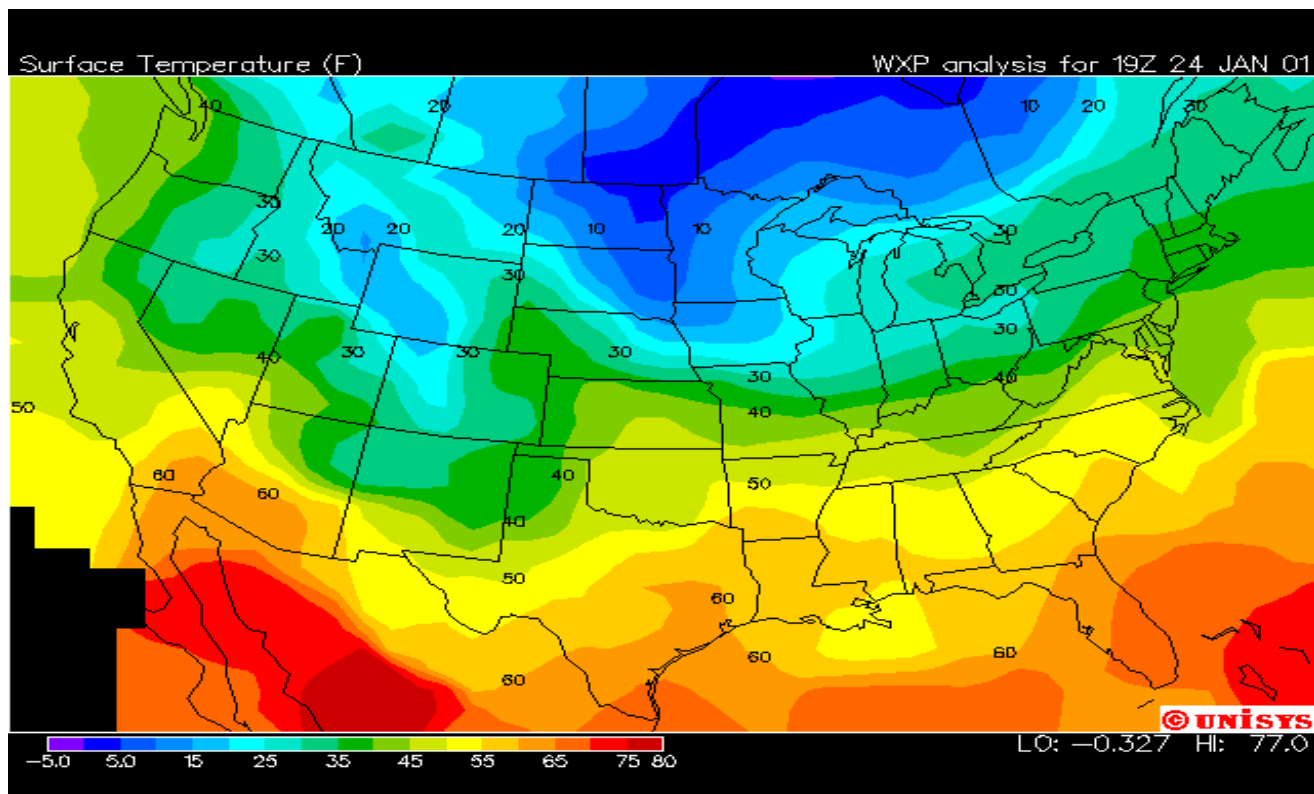 Surface Temperature (F) WXP analysis for 19Z 24 JAN 01
40 20 10 20 30
30 20 20 20 10 10 30
30 30 30
30 30 30 30 30
40 30 40
50 40
60 60 40 50
40
50 60
60 60 60
© UNISYS
LO: -0.327 HI: 77.0
-5.0 5.0 15 25 35 45 55 65 75 80